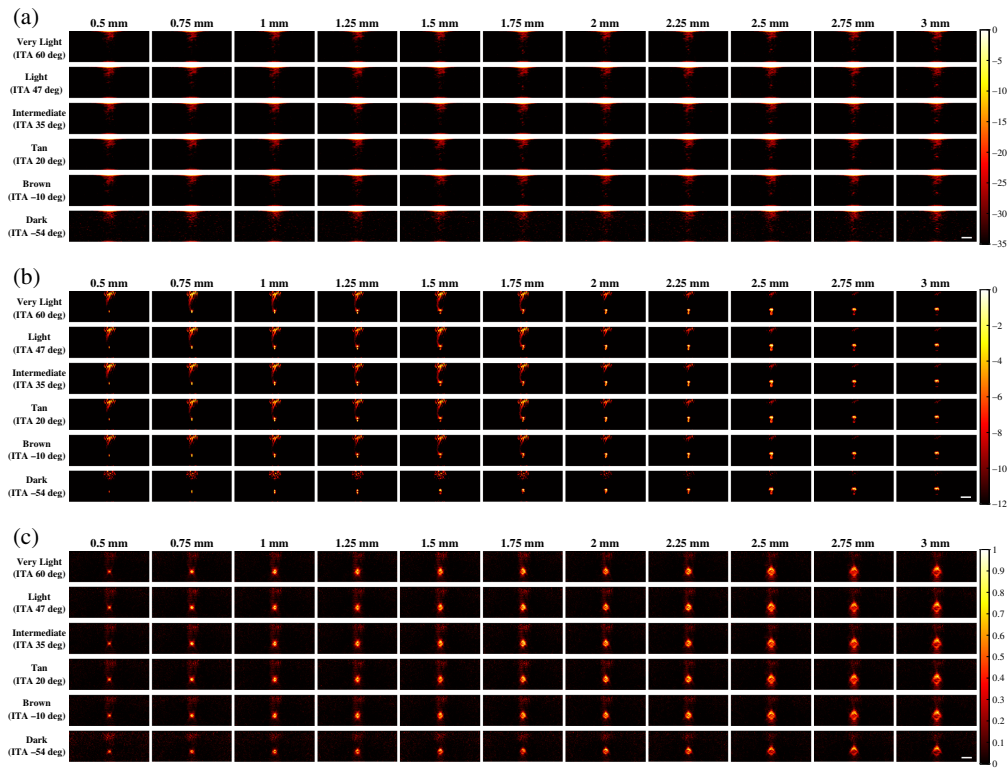 (a)
0.5 mm 0.75 mm 1 mm 1.25 mm 1.5 mm 1.75 mm 2 mm 2.25 mm 2.5 mm 2.75 mm 3 mm
Very Light
(ITA 60 deg)
Light
(ITA 47 deg)
Intermediate
(ITA 35 deg)
Tan
(ITA 20 deg)
Brown
(ITA −10 deg)
Dark
(ITA −54 deg)
0
−5
−10
−15
−20
−25
−30
−35
(b)
0.5 mm 0.75 mm 1 mm 1.25 mm 1.5 mm 1.75 mm 2 mm 2.25 mm 2.5 mm 2.75 mm 3 mm
Very Light
(ITA 60 deg)
Light
(ITA 47 deg)
Intermediate
(ITA 35 deg)
Tan
(ITA 20 deg)
Brown
(ITA −10 deg)
Dark
(ITA −54 deg)
0
−2
−4
−6
−8
−10
−12
(c)
0.5 mm 0.75 mm 1 mm 1.25 mm 1.5 mm 1.75 mm 2 mm 2.25 mm 2.5 mm 2.75 mm 3 mm
Very Light
(ITA 60 deg)
Light
(ITA 47 deg)
Intermediate
(ITA 35 deg)
Tan
(ITA 20 deg)
Brown
(ITA −10 deg)
Dark
(ITA −54 deg)
1
0.9
0.8
0.7
0.6
0.5
0.4
0.3
0.2
0.1
0